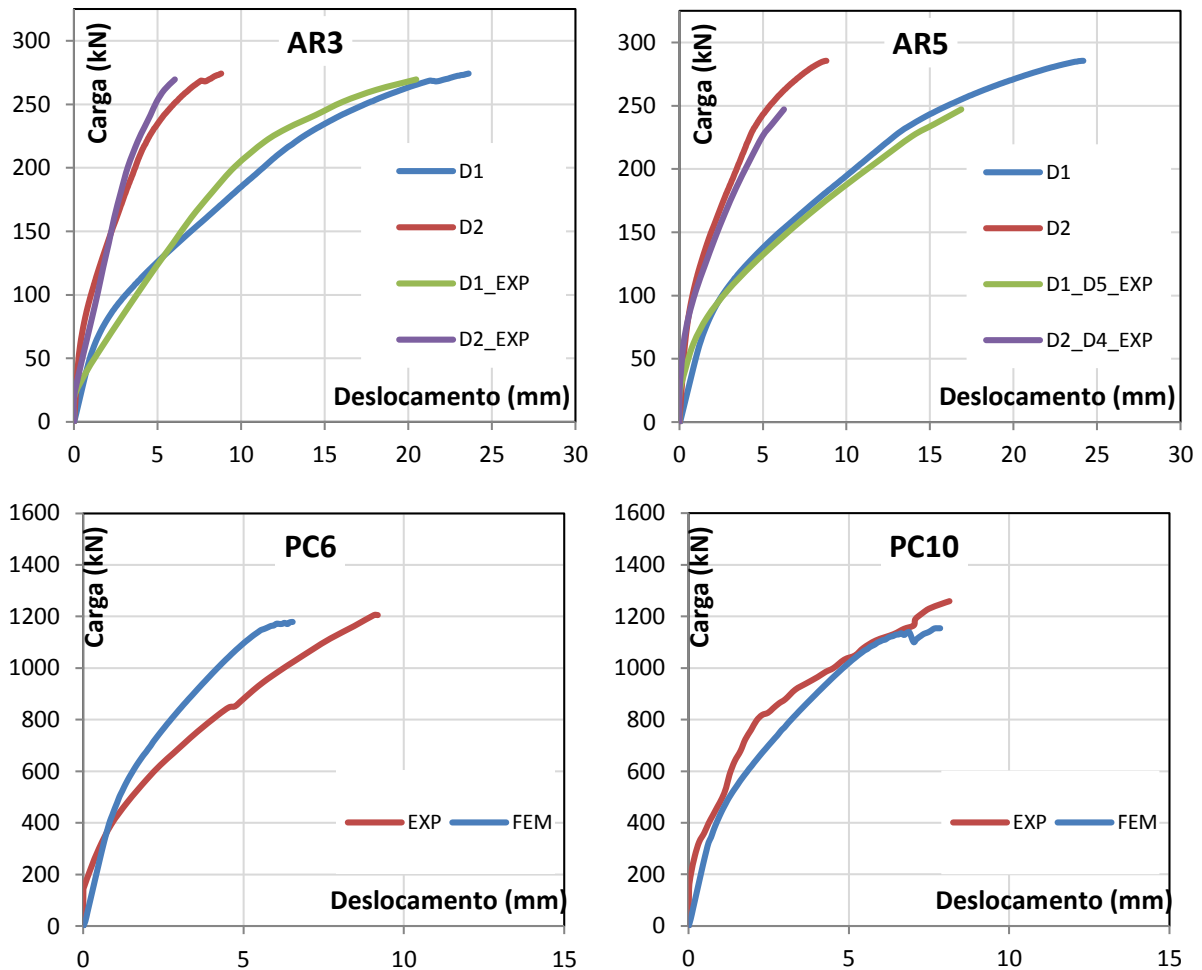 AR3
Carga (kN)
300
250
200
150
100
50
0
D1
D2
D1_EXP
D2_EXP
Deslocamento (mm)
0 5 10 15 20 25 30
AR5
Carga (kN)
300
250
200
150
100
50
0
D1
D2
D1_D5_EXP
D2_D4_EXP
Deslocamento (mm)
0 5 10 15 20 25 30
PC6
Carga (kN)
1600
1400
1200
1000
800
600
400
200
0
EXP FEM
Deslocamento (mm)
0 5 10 15
PC10
Carga (kN)
1600
1400
1200
1000
800
600
400
200
0
EXP FEM
Deslocamento (mm)
0 5 10 15